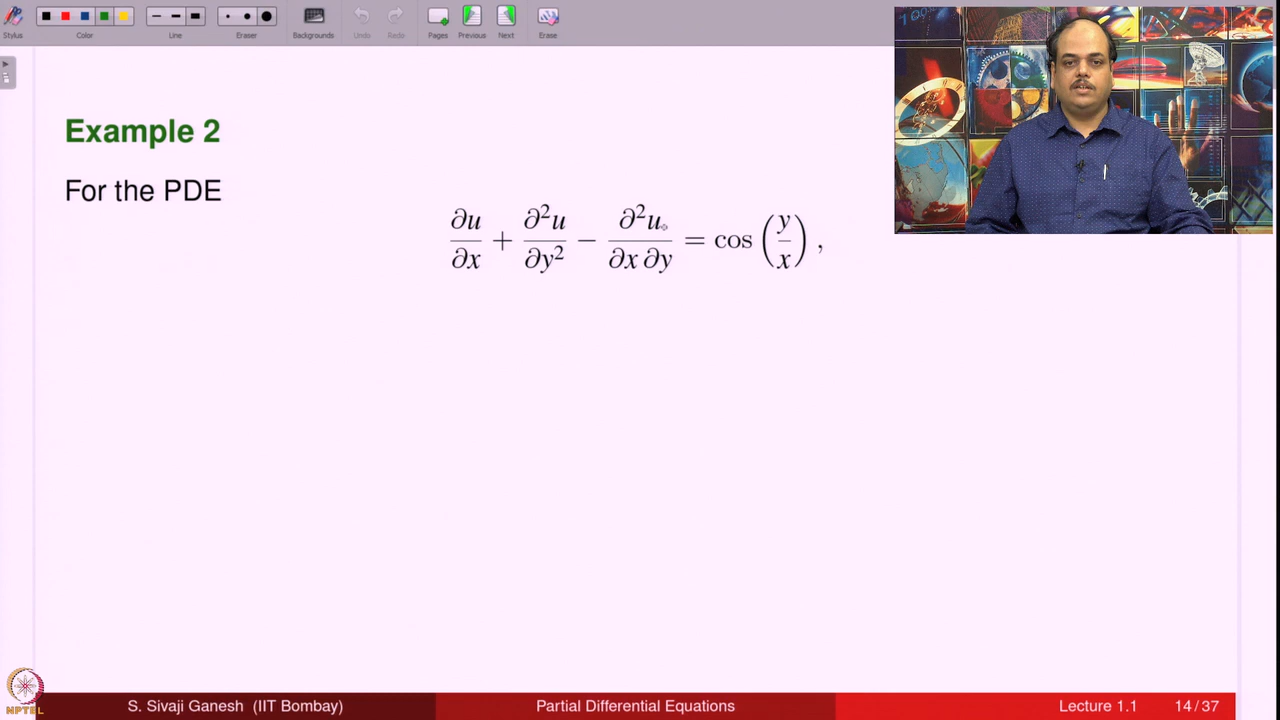 Stylus
Color
Line
Eraser
Backgrounds
Undo
Redo
Pages
Previous
Next
Erase
Example 2
For the PDE
∂u/∂x + ∂²u/∂y² − ∂²u/∂x ∂y = cos (y/x) ,
NPTEL
S. Sivaji Ganesh (IIT Bombay)
Partial Differential Equations
Lecture 1.1
14/37